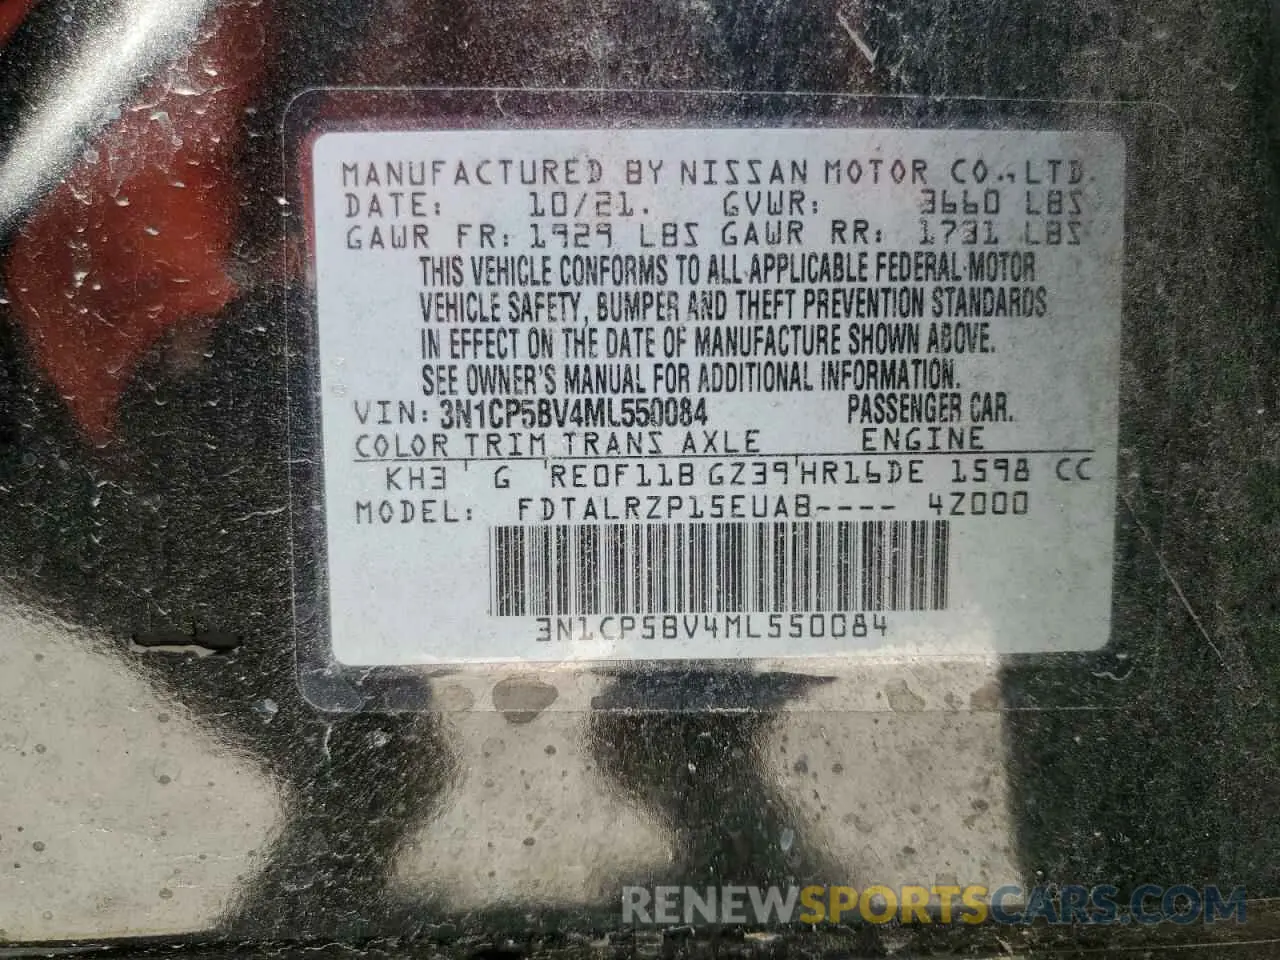 MANUFACTURED BY NISSAN MOTOR CO., LTD.
DATE: 10/21. GVWR: 3660 LBS
GAWR FR: 1929 LBS GAWR RR: 1731 LBS
THIS VEHICLE CONFORMS TO ALL APPLICABLE FEDERAL MOTOR
VEHICLE SAFETY, BUMPER AND THEFT PREVENTION STANDARDS
IN EFFECT ON THE DATE OF MANUFACTURE SHOWN ABOVE.
SEE OWNER'S MANUAL FOR ADDITIONAL INFORMATION.
VIN: 3N1CP5BV4ML550084 PASSENGER CAR.
COLOR TRIM TRANS AXLE ENGINE
KH3 ' G 'RE0F11B GZ39'HR16DE 1598 CC
MODEL: FDTALRZP15EUAB---- 4Z000
3N1CP5BV4ML550084
RENEWSPORTSCARS.COM